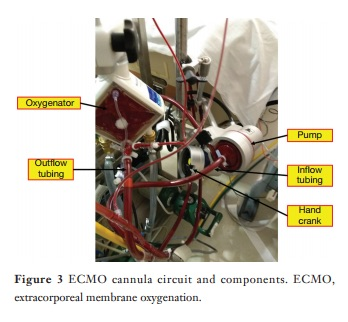 Oxygenator
Pump
Outflow
tubing
Inflow
tubing
Hand
crank
Figure 3 ECMO cannula circuit and components. ECMO,
extracorporeal membrane oxygenation.